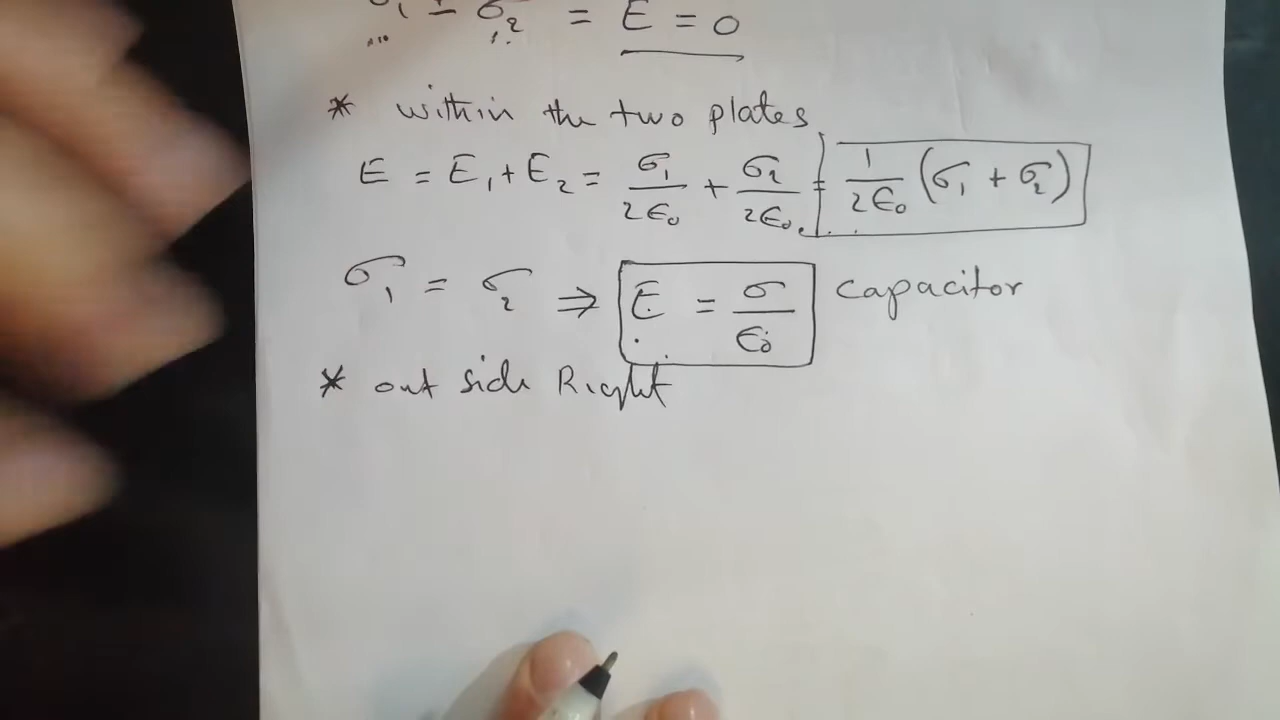 σ₁ = σ₂ = E = 0
* within the two plates
E = E₁ + E₂ = σ₁/2ϵ₀ + σ₂/2ϵ₀ = 1/2ϵ₀ (σ₁ + σ₂)
σ₁ = σ₂ ⇒ E = σ/ϵ₀ capacitor
* out side Right